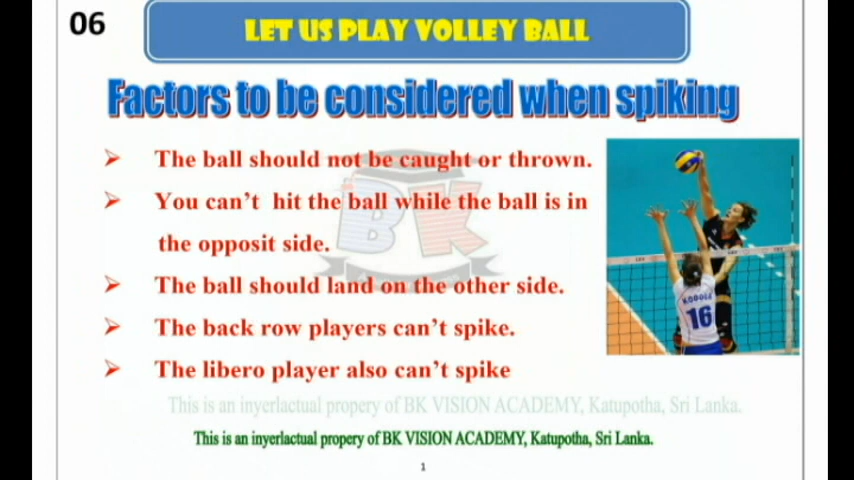 06
LET US PLAY VOLLEY BALL
Factors to be considered when spiking
➢ The ball should not be caught or thrown.
➢ You can't hit the ball while the ball is in
the opposit side.
➢ The ball should land on the other side.
➢ The back row players can't spike.
➢ The libero player also can't spike
BK
16
This is an inyerlactual propery of BK VISION ACADEMY, Katupotha, Sri Lanka.
This is an inyerlactual propery of BK VISION ACADEMY, Katupotha, Sri Lanka.
1